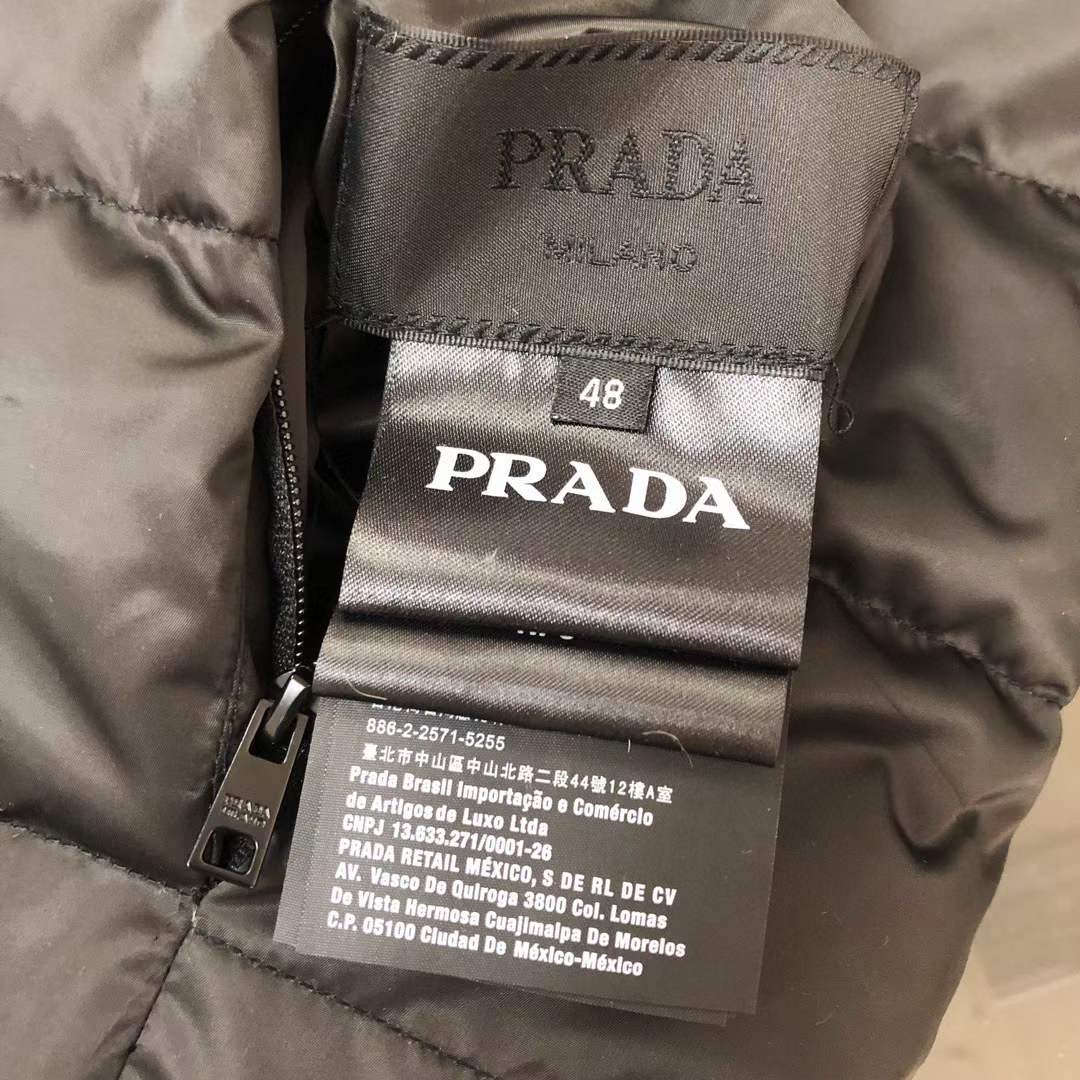 PRADA
MILANO
48
PRADA
886-2-2571-5255
臺北市中山區中山北路二段44號12樓A室
Prada Brasil Importação e Comércio
de Artigos de Luxo Ltda
CNPJ 13.633.271/0001-26
PRADA RETAIL MÉXICO, S DE RL DE CV
AV. Vasco De Quiroga 3800 Col. Lomas
De Vista Hermosa Cuajimalpa De Morelos
C.P. 05100 Ciudad De México-México
PRADA
MILANO